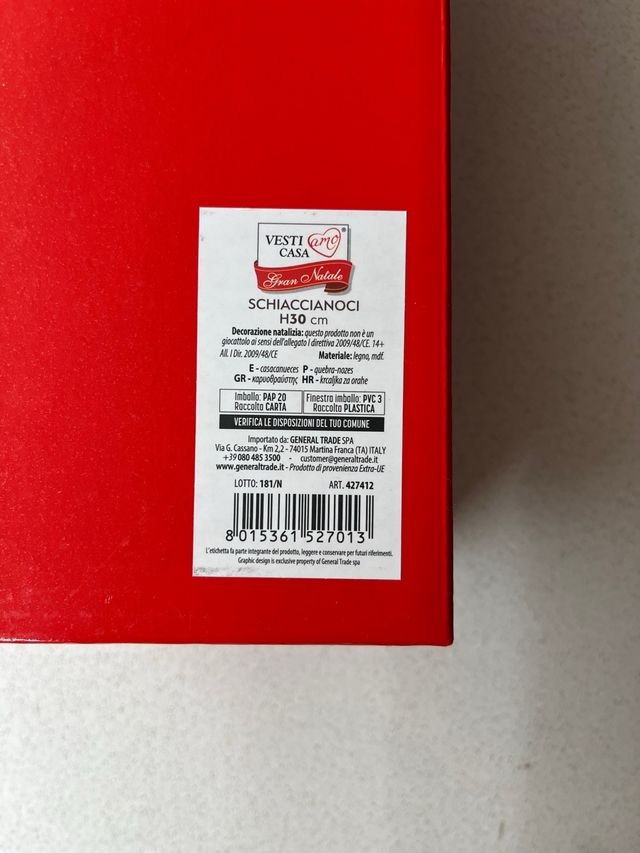 VESTI amo®
CASA
Gran Natale
SCHIACCIANOCI
H30 cm
Decorazione natalizia: questo prodotto non è un
giocattolo ai sensi dell'allegato I direttiva 2009/48/CE. 14+
All. I Dir. 2009/48/CE Materiale: legno, mdf.
E - casacanueces P - quebra-nozes
GR - καρυοθραύστης HR - krcaljka za orahe
Imballo: PAP 20
Raccolta CARTA
Finestra imballo: PVC 3
Raccolta PLASTICA
VERIFICA LE DISPOSIZIONI DEL TUO COMUNE
Importato da: GENERAL TRADE SPA
Via G. Cassano - Km 2,2 - 74015 Martina Franca (TA) ITALY
+39 080 485 3500 - customer@generaltrade.it
www.generaltrade.it - Prodotto di provenienza Extra-UE
LOTTO: 181/N ART. 427412
8 015361 527013
L'etichetta fa parte integrante del prodotto, leggere e conservare per futuri riferimenti.
Graphic design is exclusive property of General Trade spa